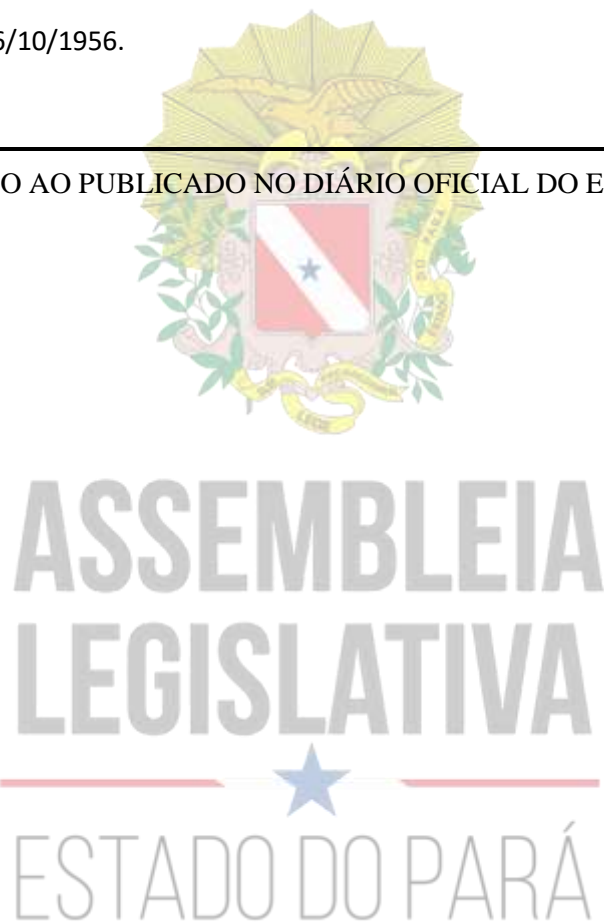 6/10/1956.
O AO PUBLICADO NO DIÁRIO OFICIAL DO E
ASSEMBLEIA
LEGISLATIVA
ESTADO DO PARÁ